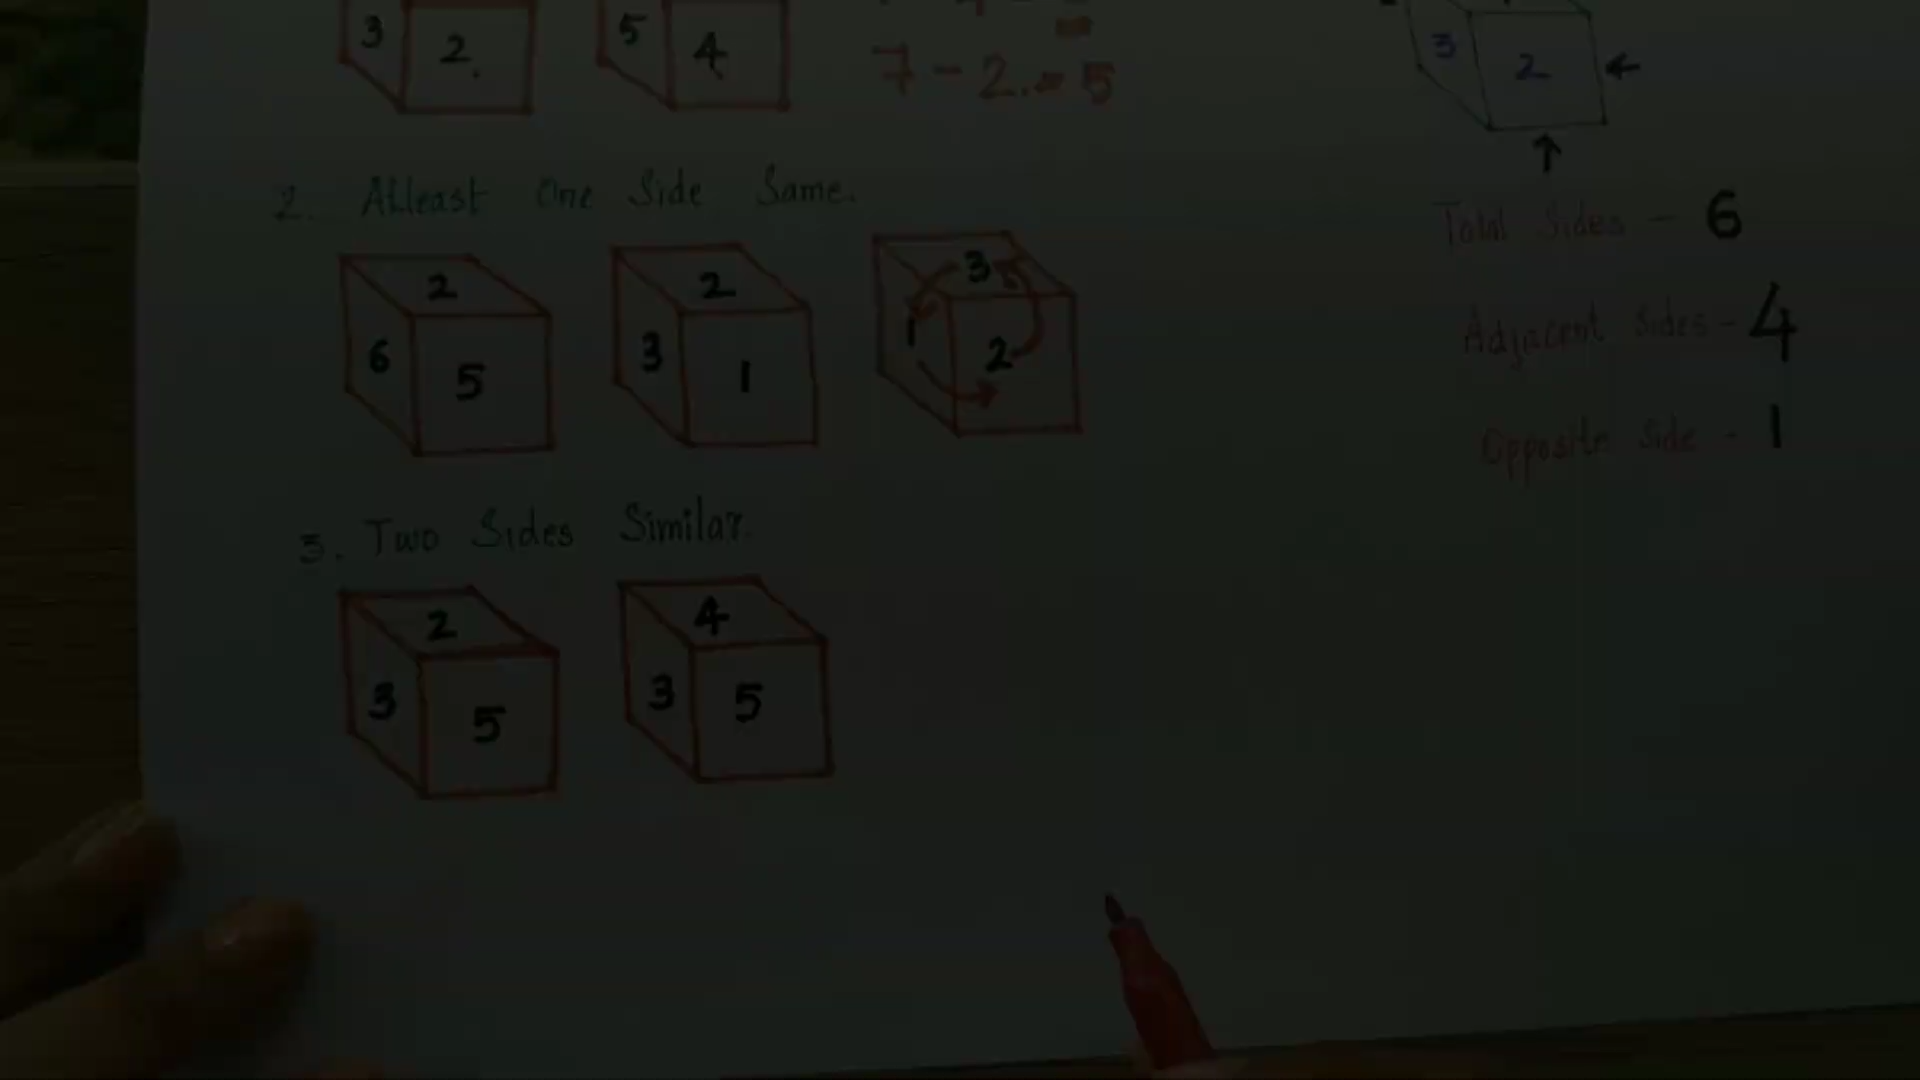 3 2. 5 4
7 - 2. = 5
3 2 ←
↑
2. Atleast One Side Same.
2 6 5
2 3 1
3 1 2
Total Sides - 6
Adjacent Sides - 4
Opposite Side - 1
3. Two Sides Similar.
2 3 5
4 3 5